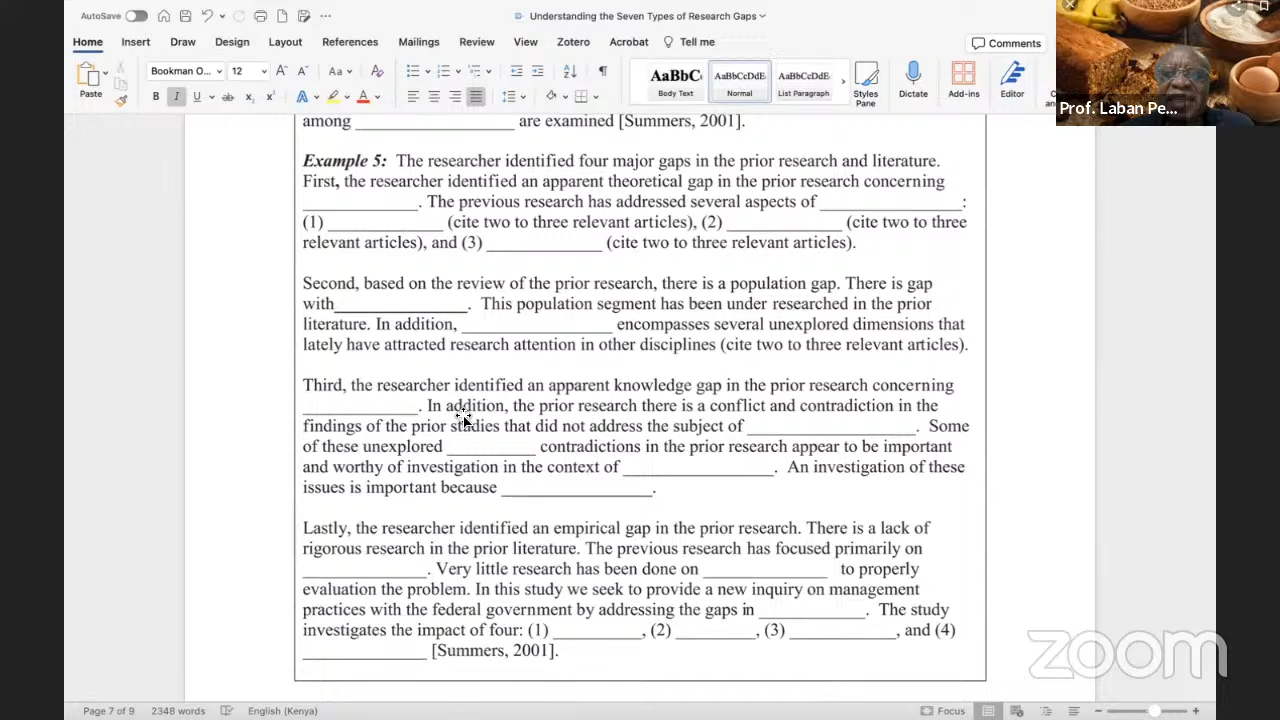 AutoSave
Understanding the Seven Types of Research Gaps
Home Insert Draw Design Layout References Mailings Review View Zotero Acrobat Tell me
Comments
Paste
Bookman O... 12
Aa
B I U ab x x A A
AaBbC
Body Text
AaBbCcDdE
Normal
AaBbCcDdE
List Paragraph
Styles
Pane
Dictate
Add-ins
Editor
Prof. Laban Pe...
among _________________ are examined [Summers, 2001].
Example 5: The researcher identified four major gaps in the prior research and literature.
First, the researcher identified an apparent theoretical gap in the prior research concerning
____________. The previous research has addressed several aspects of _______________:
(1) ____________ (cite two to three relevant articles), (2) ____________ (cite two to three
relevant articles), and (3) ____________ (cite two to three relevant articles).
Second, based on the review of the prior research, there is a population gap. There is gap
with______________. This population segment has been under researched in the prior
literature. In addition, ________________ encompasses several unexplored dimensions that
lately have attracted research attention in other disciplines (cite two to three relevant articles).
Third, the researcher identified an apparent knowledge gap in the prior research concerning
____________. In addition, the prior research there is a conflict and contradiction in the
findings of the prior studies that did not address the subject of __________________. Some
of these unexplored _________ contradictions in the prior research appear to be important
and worthy of investigation in the context of ________________. An investigation of these
issues is important because ________________.
Lastly, the researcher identified an empirical gap in the prior research. There is a lack of
rigorous research in the prior literature. The previous research has focused primarily on
_____________. Very little research has been done on _____________ to properly
evaluation the problem. In this study we seek to provide a new inquiry on management
practices with the federal government by addressing the gaps in ___________. The study
investigates the impact of four: (1) _________, (2) ________, (3) ___________, and (4)
_____________ [Summers, 2001].
zoom
Page 7 of 9 2348 words English (Kenya) Focus